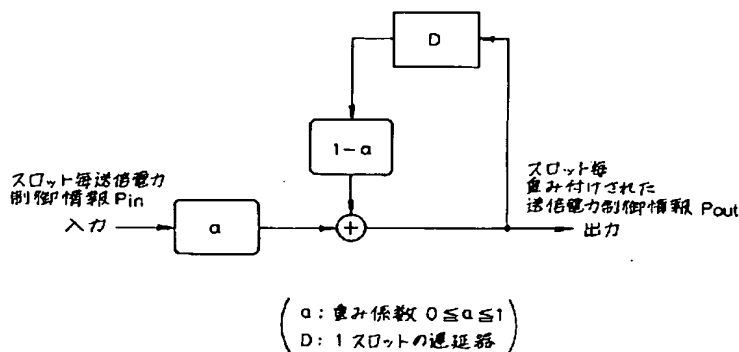 D
1-a
スロット毎送信電力
制御情報 Pin
入力
a
+
スロット毎
重み付けされた
送信電力制御情報 Pout
出力
a:重み係数 0≦a≦1
D:1スロットの遅延器